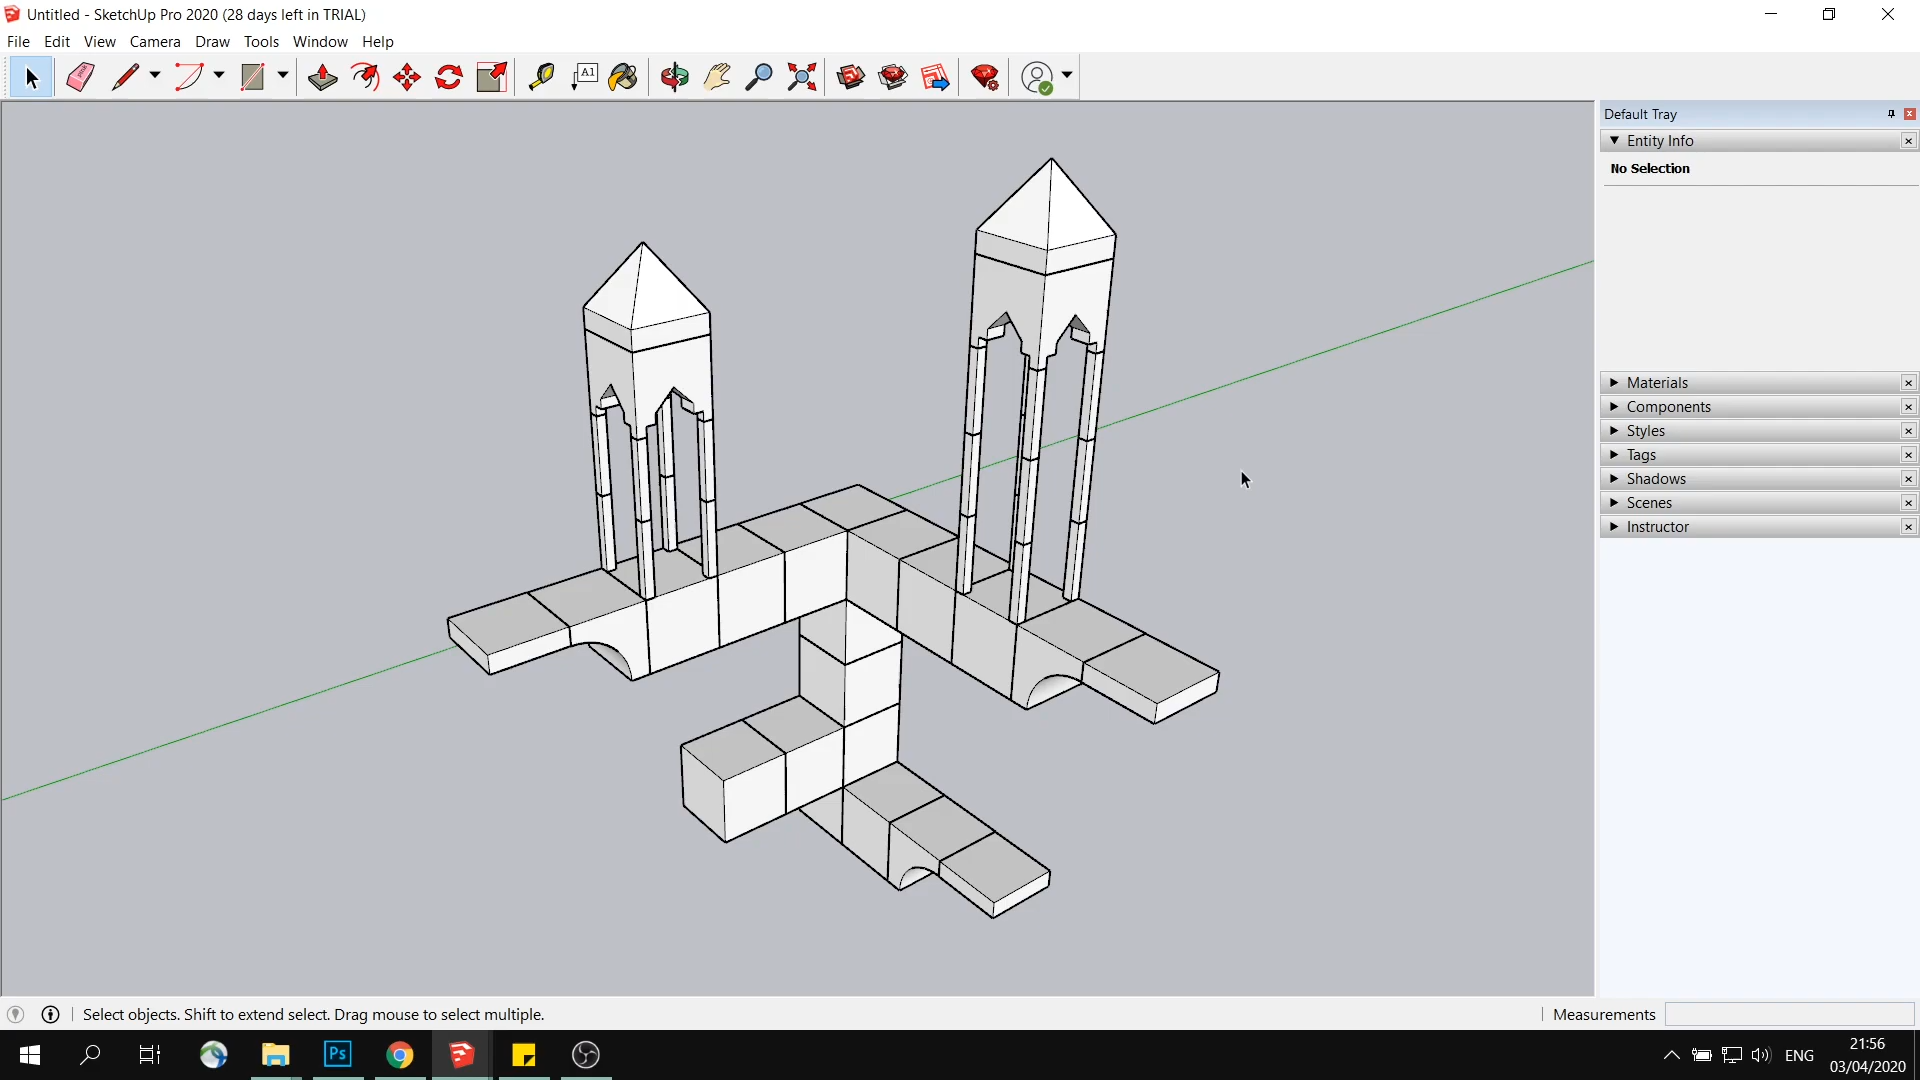 Untitled - SketchUp Pro 2020 (28 days left in TRIAL)
File Edit View Camera Draw Tools Window Help
A1
Default Tray
Entity Info
No Selection
Materials
Components
Styles
Tags
Shadows
Scenes
Instructor
Select objects. Shift to extend select. Drag mouse to select multiple.
Measurements
Ps
ENG
21:56
03/04/2020